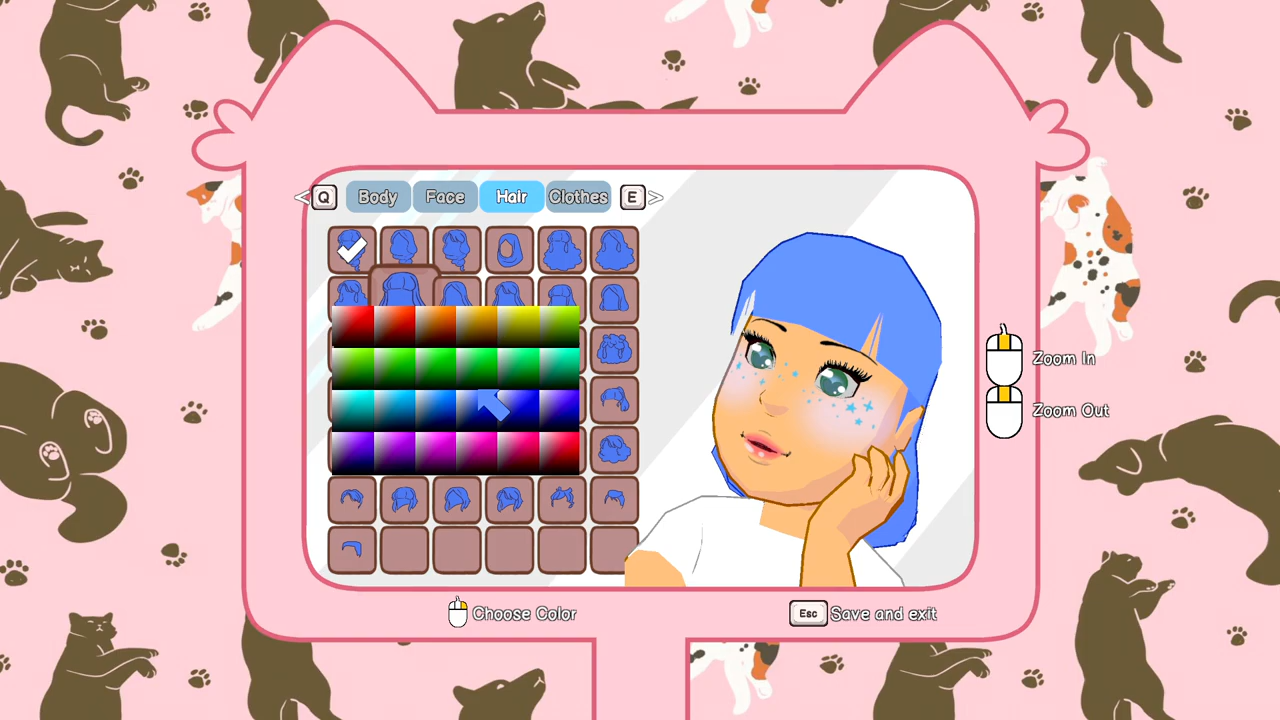 Q Body Face Hair Clothes E
Zoom In
Zoom Out
Choose Color
Esc Save and exit